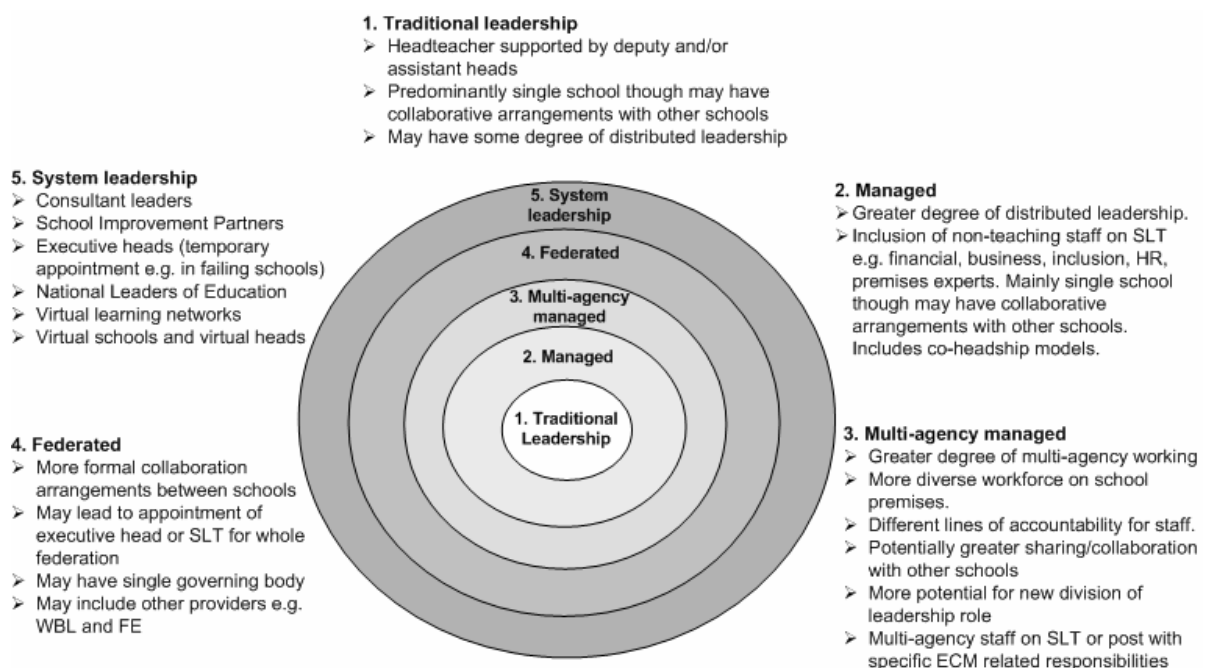 1. Traditional leadership
➢ Headteacher supported by deputy and/or
assistant heads
➢ Predominantly single school though may have
collaborative arrangements with other schools
➢ May have some degree of distributed leadership
5. System leadership
➢ Consultant leaders
➢ School Improvement Partners
➢ Executive heads (temporary
appointment e.g. in failing schools)
➢ National Leaders of Education
➢ Virtual learning networks
➢ Virtual schools and virtual heads
5. System
leadership
4. Federated
3. Multi-agency
managed
2. Managed
1. Traditional
Leadership
2. Managed
➢ Greater degree of distributed leadership.
➢ Inclusion of non-teaching staff on SLT
e.g. financial, business, inclusion, HR,
premises experts. Mainly single school
though may have collaborative
arrangements with other schools.
Includes co-headship models.
4. Federated
➢ More formal collaboration
arrangements between schools
➢ May lead to appointment of
executive head or SLT for whole
federation
➢ May have single governing body
➢ May include other providers e.g.
WBL and FE
3. Multi-agency managed
➢ Greater degree of multi-agency working
➢ More diverse workforce on school
premises.
➢ Different lines of accountability for staff.
➢ Potentially greater sharing/collaboration
with other schools
➢ More potential for new division of
leadership role
➢ Multi-agency staff on SLT or post with
specific ECM related responsibilities